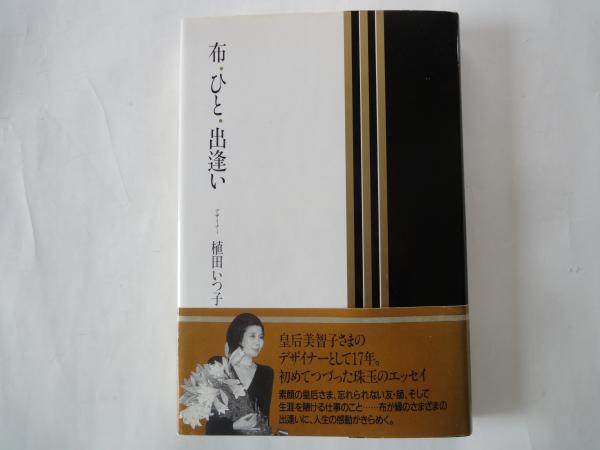 布・ひと・出逢い
デザイナー 植田いつ子
皇后美智子さまの
デザイナーとして17年。
初めてつづった珠玉のエッセイ
素顔の皇后さま、忘れられない友・師、そして
生涯を賭ける仕事のこと……布が縁のさまざまの
出逢いに、人生の感動がきらめく。